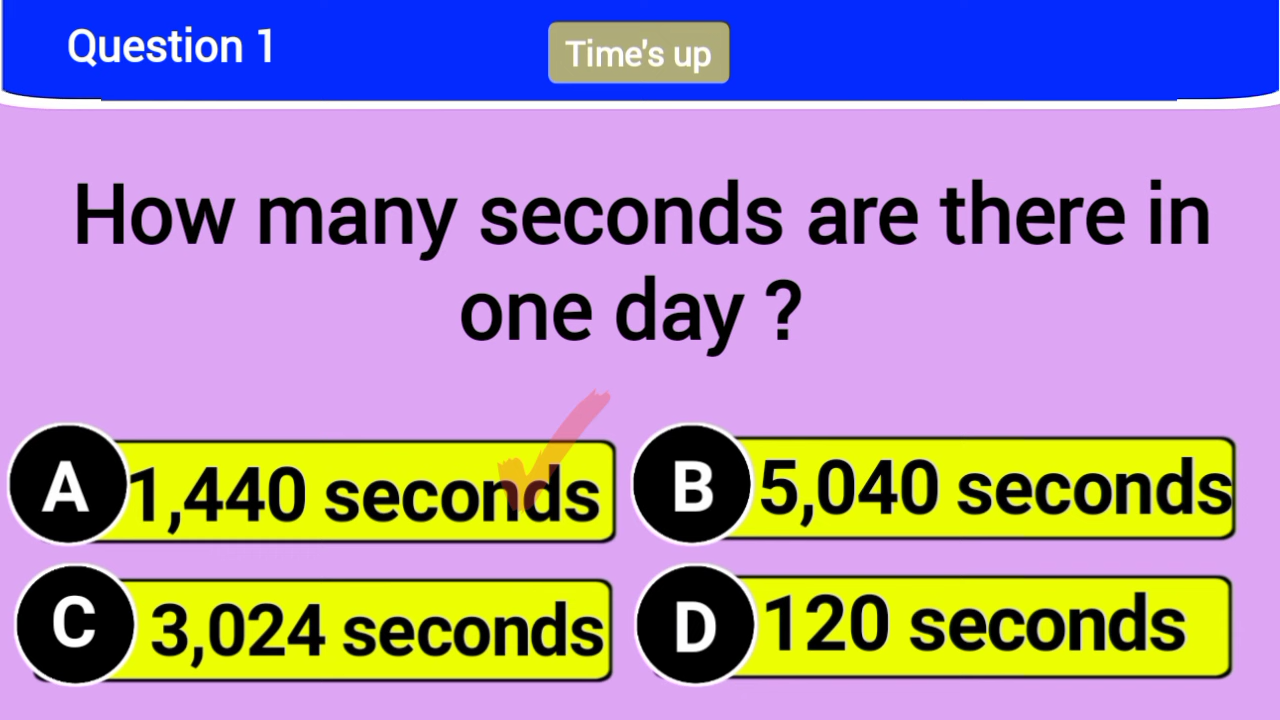 Question 1
Time's up
How many seconds are there in
one day ?
A 1,440 seconds
B 5,040 seconds
C 3,024 seconds
D 120 seconds